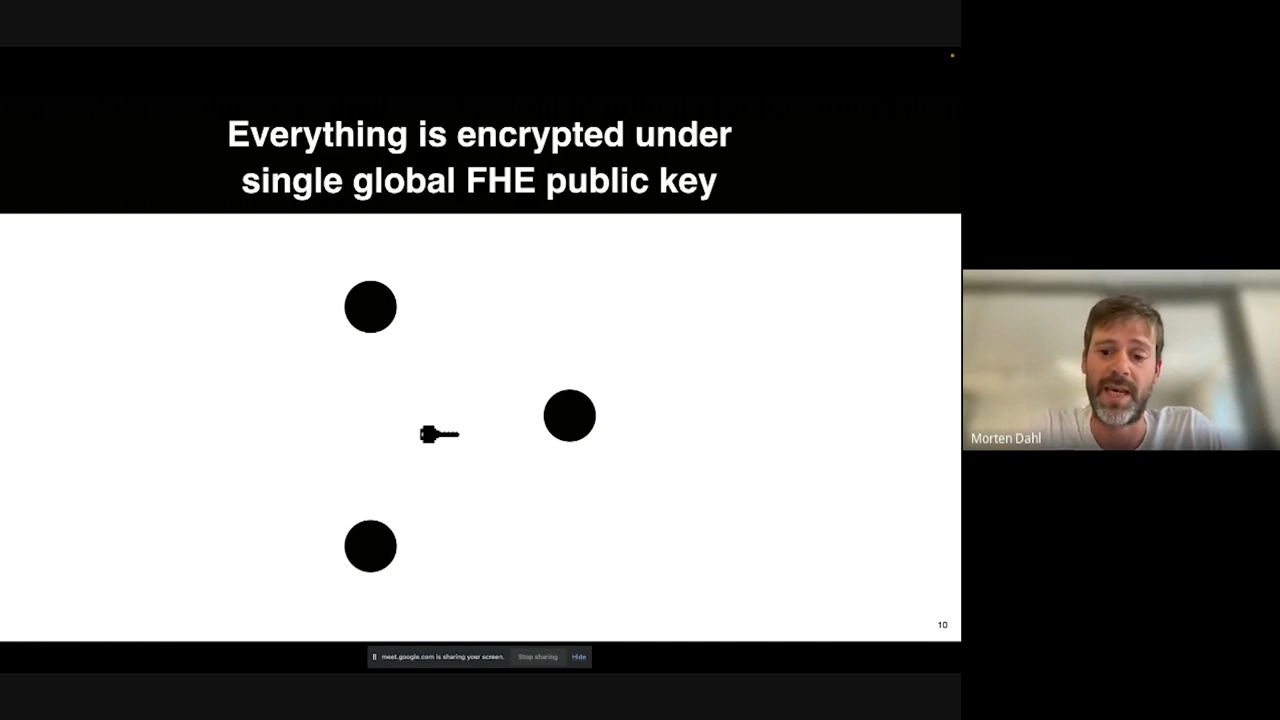 Everything is encrypted under
single global FHE public key
Morten Dahl
10
meet.google.com is sharing your screen. Stop sharing Hide